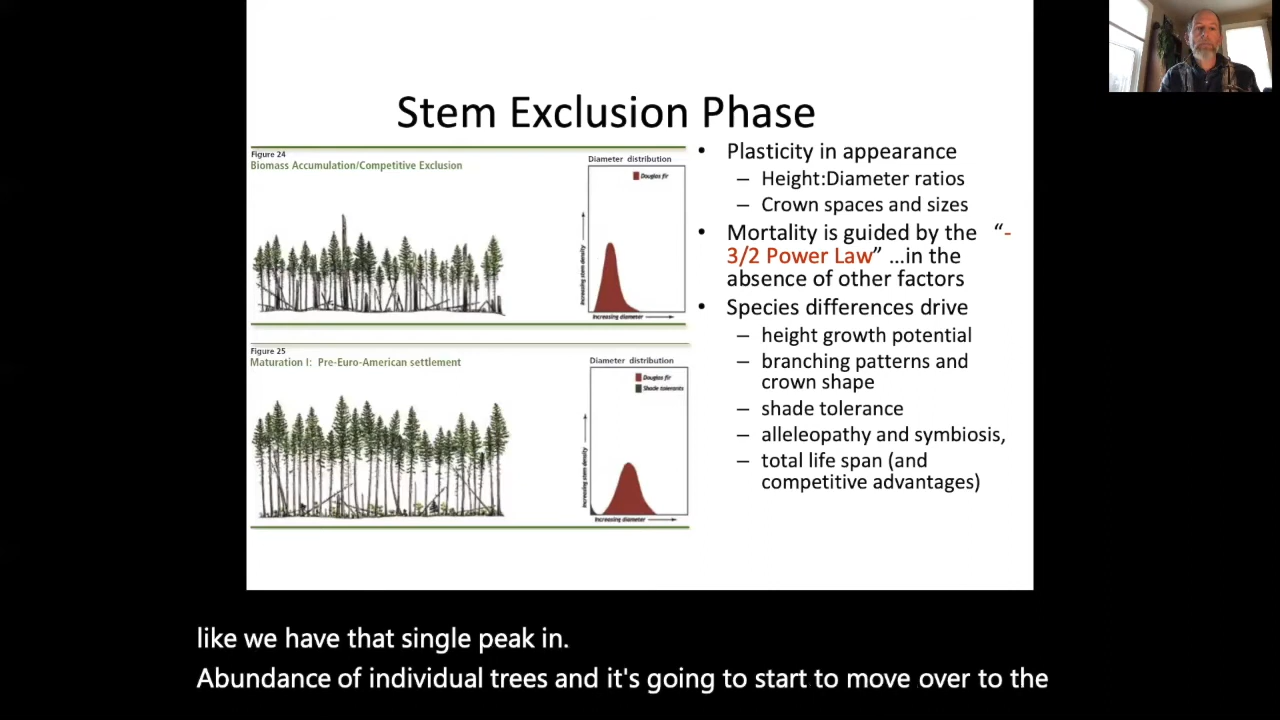 Stem Exclusion Phase
Figure 24
Biomass Accumulation/Competitive Exclusion
Diameter distribution
Douglas fir
Increasing stem density
Increasing diameter
Figure 25
Maturation I: Pre-Euro-American settlement
Diameter distribution
Douglas fir
Shade tolerants
Increasing stem density
Increasing diameter
• Plasticity in appearance
– Height:Diameter ratios
– Crown spaces and sizes
• Mortality is guided by the “-
3/2 Power Law” ...in the
absence of other factors
• Species differences drive
– height growth potential
– branching patterns and
crown shape
– shade tolerance
– alleleopathy and symbiosis,
– total life span (and
competitive advantages)
like we have that single peak in.
Abundance of individual trees and it's going to start to move over to the